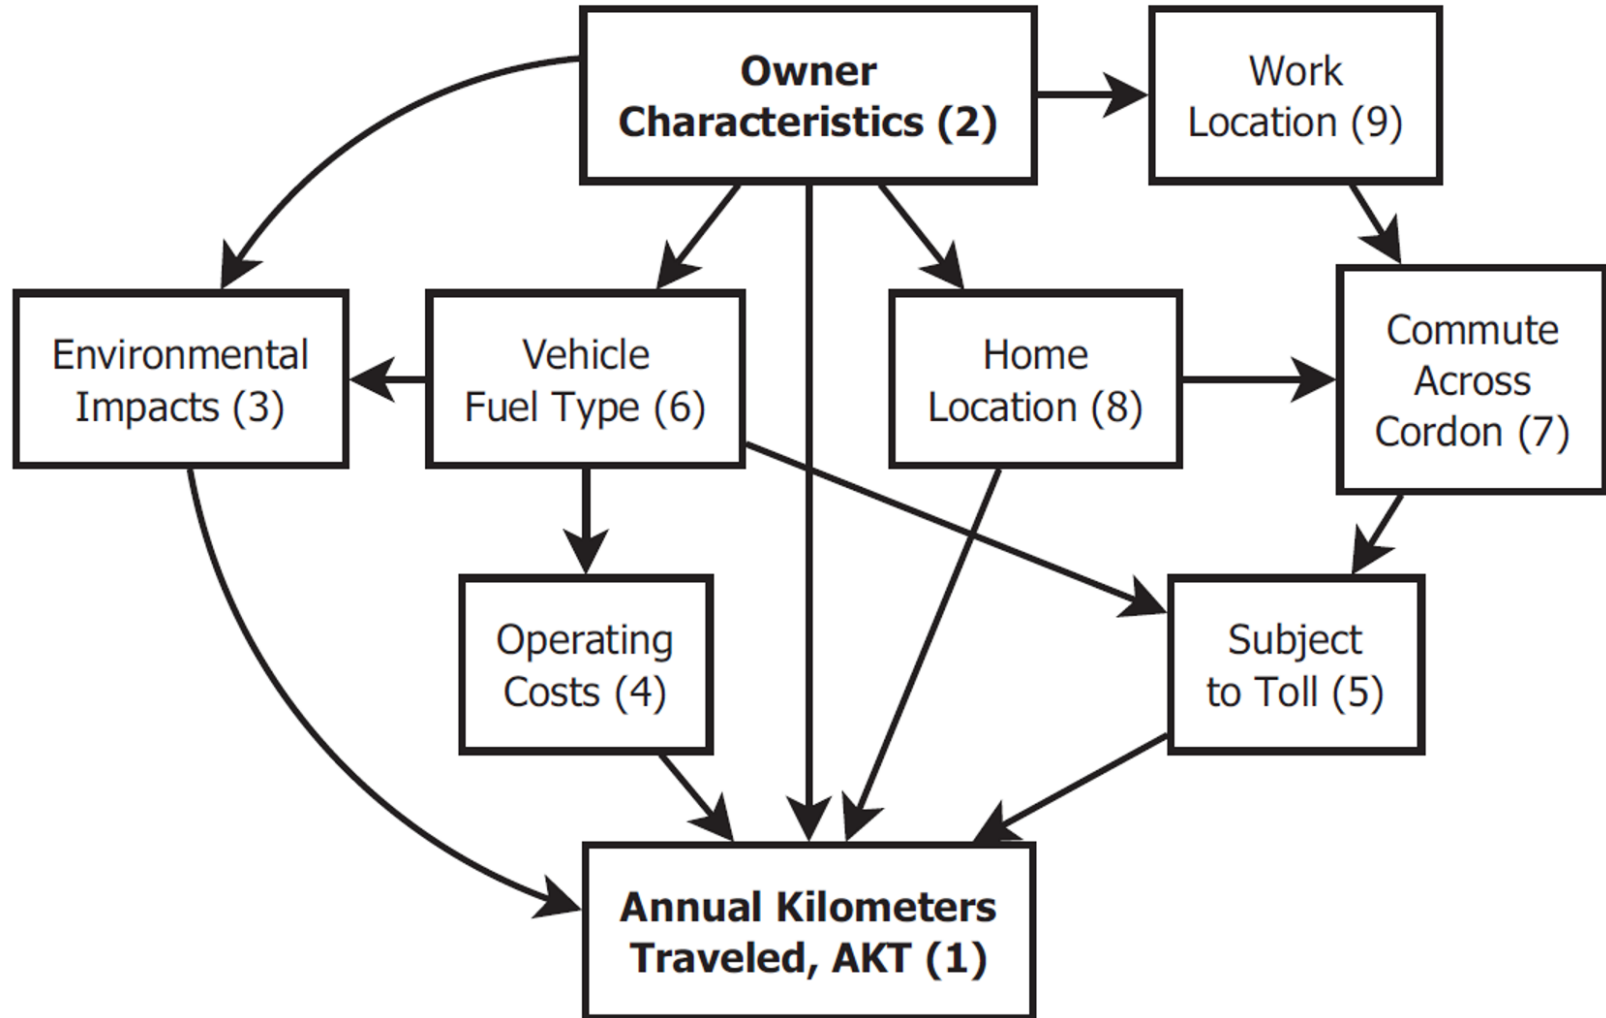 Owner
Characteristics (2)
Work
Location (9)
Environmental
Impacts (3)
Vehicle
Fuel Type (6)
Home
Location (8)
Commute
Across
Cordon (7)
Operating
Costs (4)
Subject
to Toll (5)
Annual Kilometers
Traveled, AKT (1)